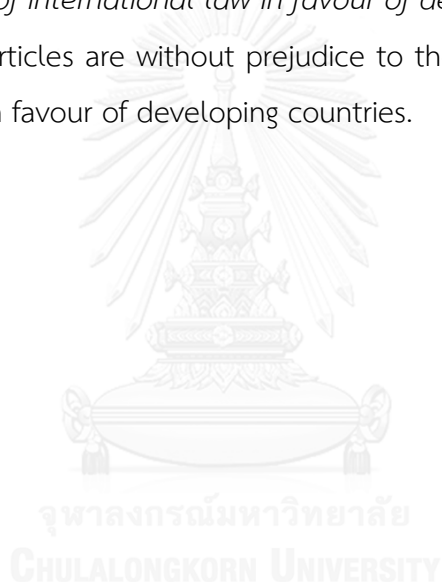 of international law in favour of de
rticles are without prejudice to th
n favour of developing countries.
จุฬาลงกรณ์มหาวิทยาลัย
CHULALONGKORN UNIVERSITY